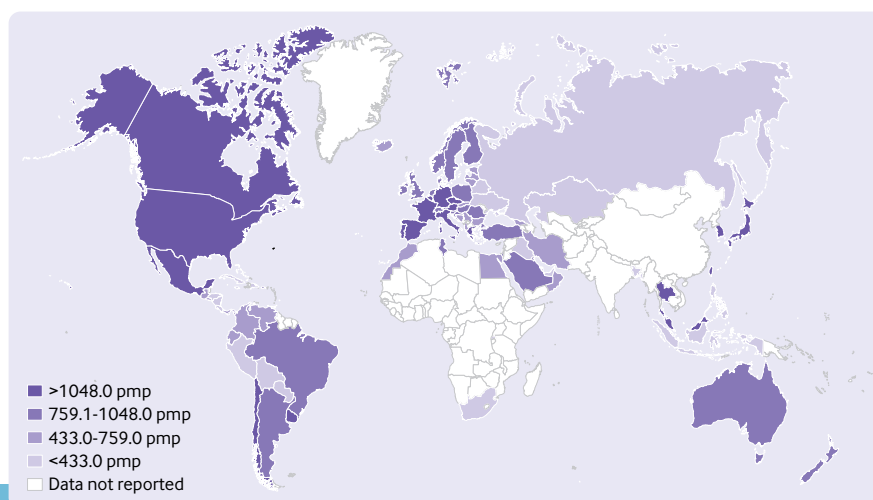 >1048.0 pmp
759.1-1048.0 pmp
433.0-759.0 pmp
<433.0 pmp
Data not reported